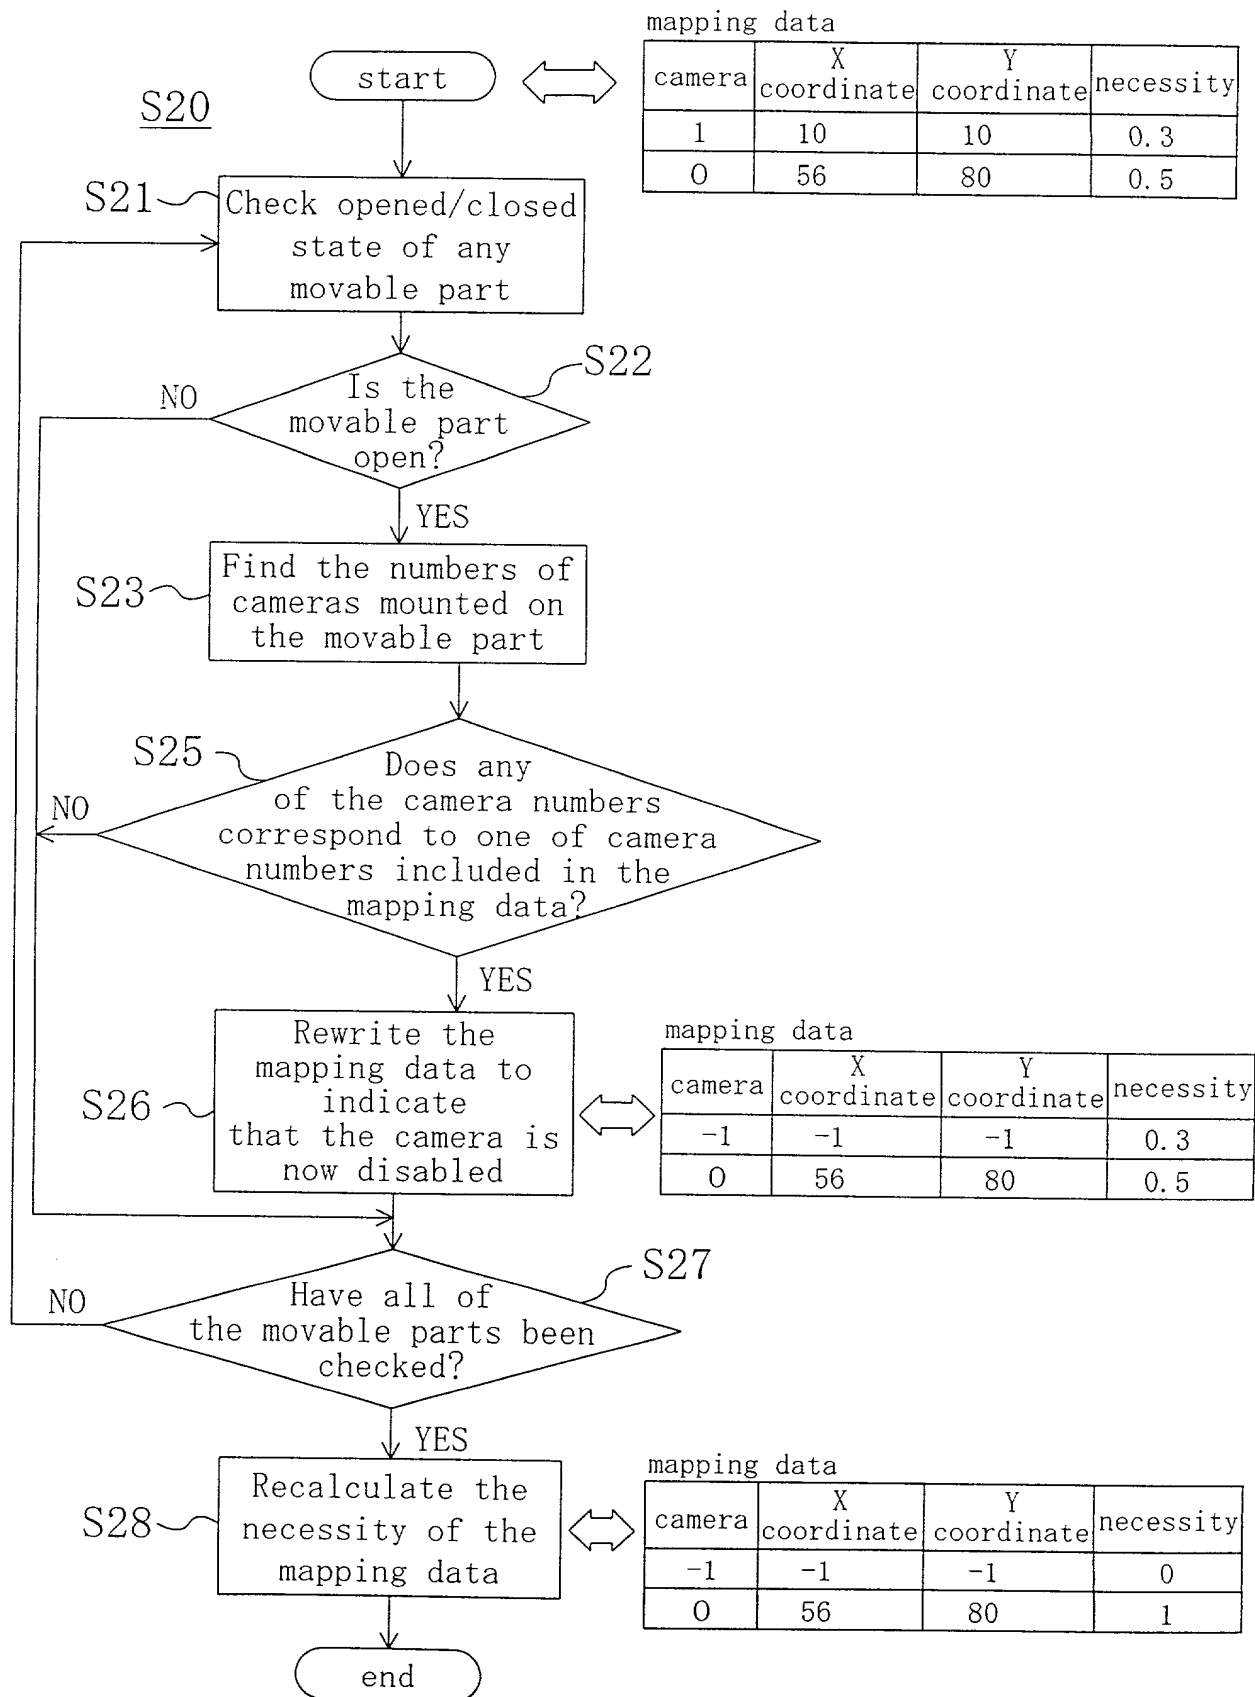 mapping data
camera X coordinate Y coordinate necessity
1 10 10 0.3
0 56 80 0.5
start
S20
S21
Check opened/closed
state of any
movable part
S22
NO
Is the
movable part
open?
YES
S23
Find the numbers of
cameras mounted on
the movable part
S25
NO
Does any
of the camera numbers
correspond to one of camera
numbers included in the
mapping data?
YES
S26
Rewrite the
mapping data to
indicate
that the camera is
now disabled
mapping data
camera X coordinate Y coordinate necessity
-1 -1 -1 0.3
0 56 80 0.5
S27
NO
Have all of
the movable parts been
checked?
YES
S28
Recalculate the
necessity of the
mapping data
mapping data
camera X coordinate Y coordinate necessity
-1 -1 -1 0
0 56 80 1
end